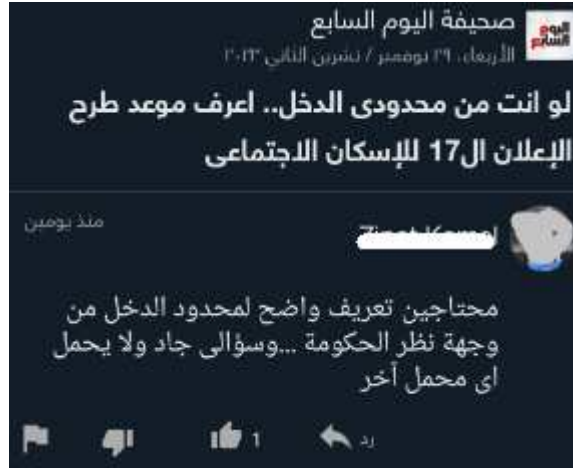 صحيفة اليوم السابع
اليوم السابع
الأربعاء، ٢٩ نوفمبر / تشرين الثاني ٢٠٢٣
لو انت من محدودى الدخل.. اعرف موعد طرح
الإعلان ال17 للإسكان الاجتماعى
منذ يومين
محتاجين تعريف واضح لمحدود الدخل من
وجهة نظر الحكومة ...وسؤالى جاد ولا يحمل
اى محمل آخر
رد
1